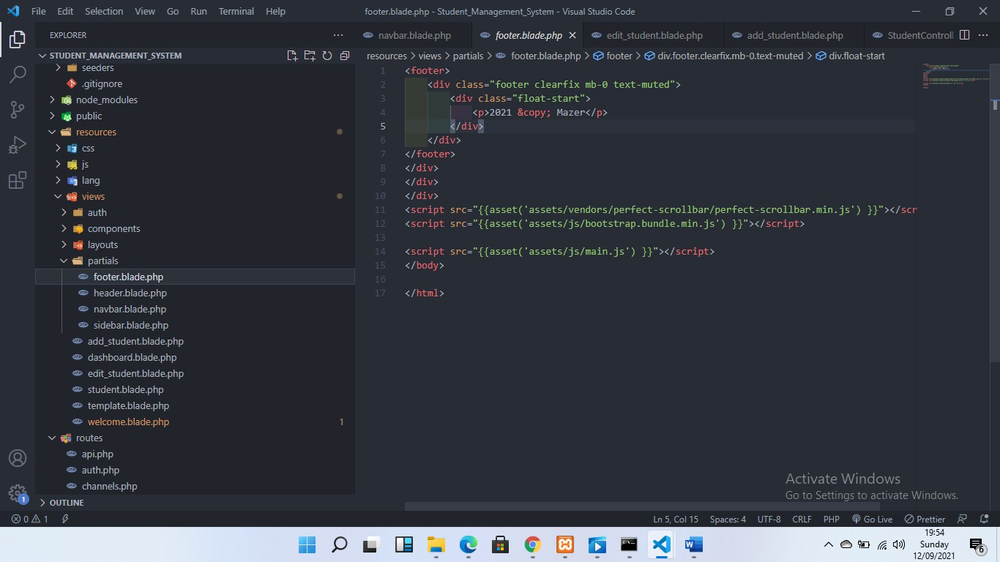 File Edit Selection View Go Run Terminal Help footer.blade.php - Student_Management_System - Visual Studio Code
EXPLORER
STUDENT_MANAGEMENT_SYSTEM
seeders
.gitignore
node_modules
public
resources
css
js
lang
views
auth
components
layouts
partials
footer.blade.php
header.blade.php
navbar.blade.php
sidebar.blade.php
add_student.blade.php
dashboard.blade.php
edit_student.blade.php
student.blade.php
template.blade.php
welcome.blade.php 1
routes
api.php
auth.php
channels.php
OUTLINE
navbar.blade.php footer.blade.php edit_student.blade.php add_student.blade.php StudentControll
resources > views > partials > footer.blade.php > footer > div.footer.clearfix.mb-0.text-muted > div.float-start
1 <footer>
2 <div class="footer clearfix mb-0 text-muted">
3 <div class="float-start">
4 <p>2021 &copy; Mazer</p>
5 </div>
6 </div>
7 </footer>
8 </div>
9 </div>
10 </div>
11 <script src="{{asset('assets/vendors/perfect-scrollbar/perfect-scrollbar.min.js') }}"></scr
12 <script src="{{asset('assets/js/bootstrap.bundle.min.js') }}"></script>
13
14 <script src="{{asset('assets/js/main.js') }}"></script>
15 </body>
16
17 </html>
Activate Windows
Go to Settings to activate Windows.
1
0 1 Ln 5, Col 15 Spaces: 4 UTF-8 CRLF PHP Go Live Prettier
19:54
Sunday
12/09/2021
6